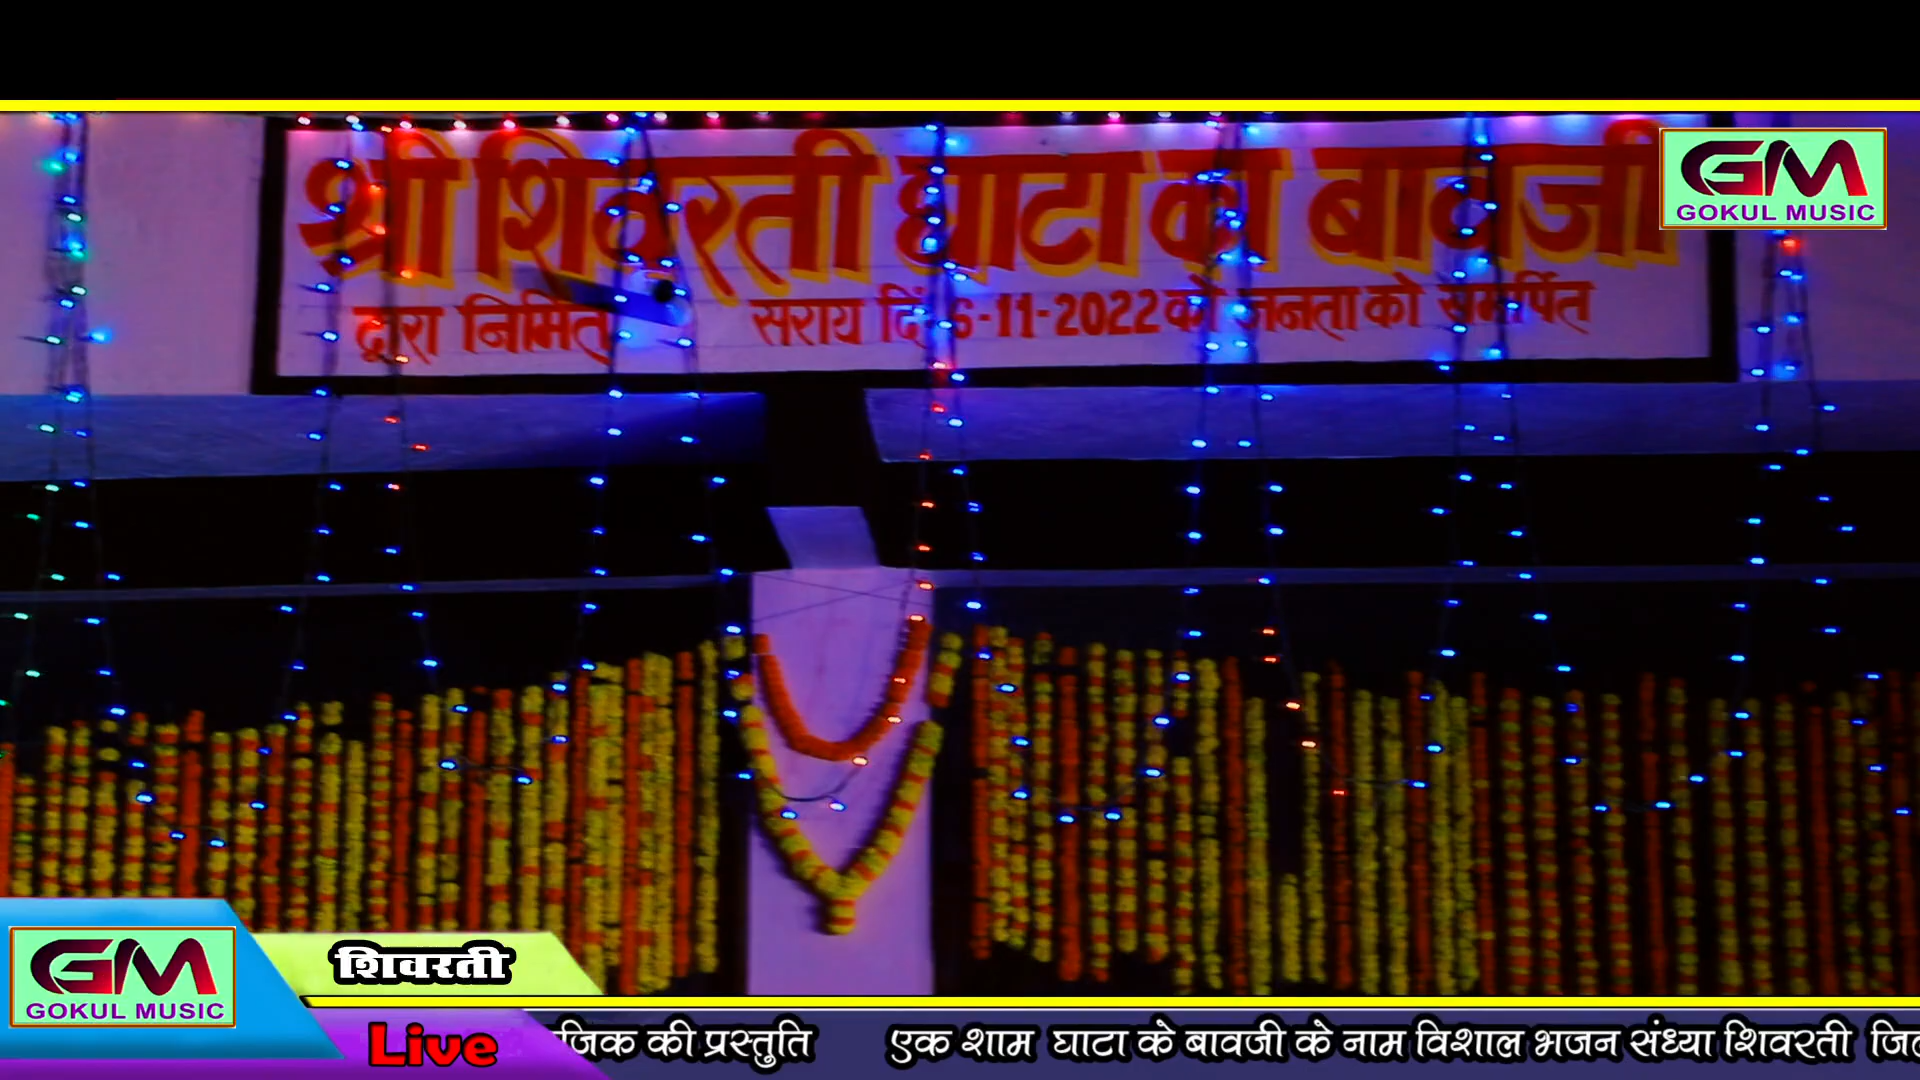 श्री शिवरती घाटा का बावजी
GM
GOKUL MUSIC
द्वारा निर्मित सराय दिं 6-11-2022 को जनता को समर्पित
GM
GOKUL MUSIC
शिवरती
Live
जिक की प्रस्तुति एक शाम घाटा के बावजी के नाम विशाल भजन संध्या शिवरती